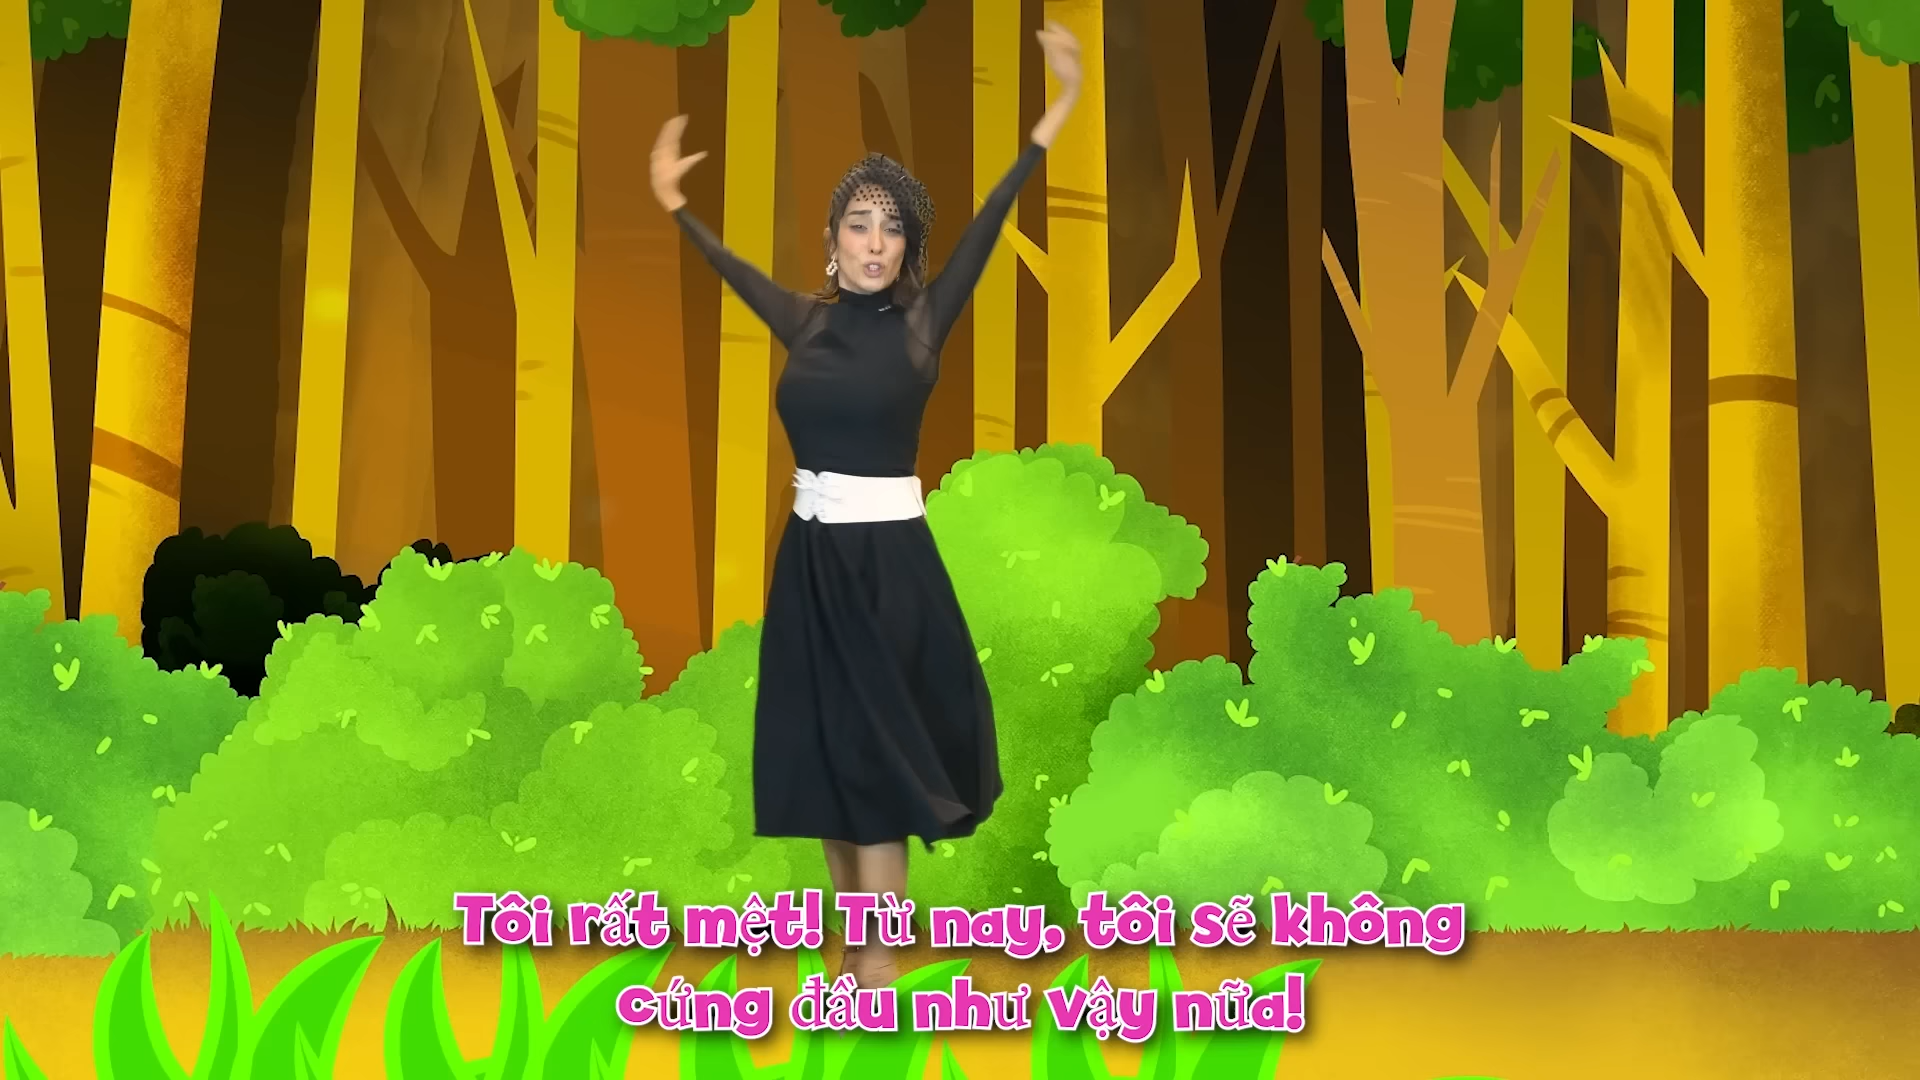 Tôi rất mệt! Từ nay, tôi sẽ không
cứng đầu như vậy nữa!